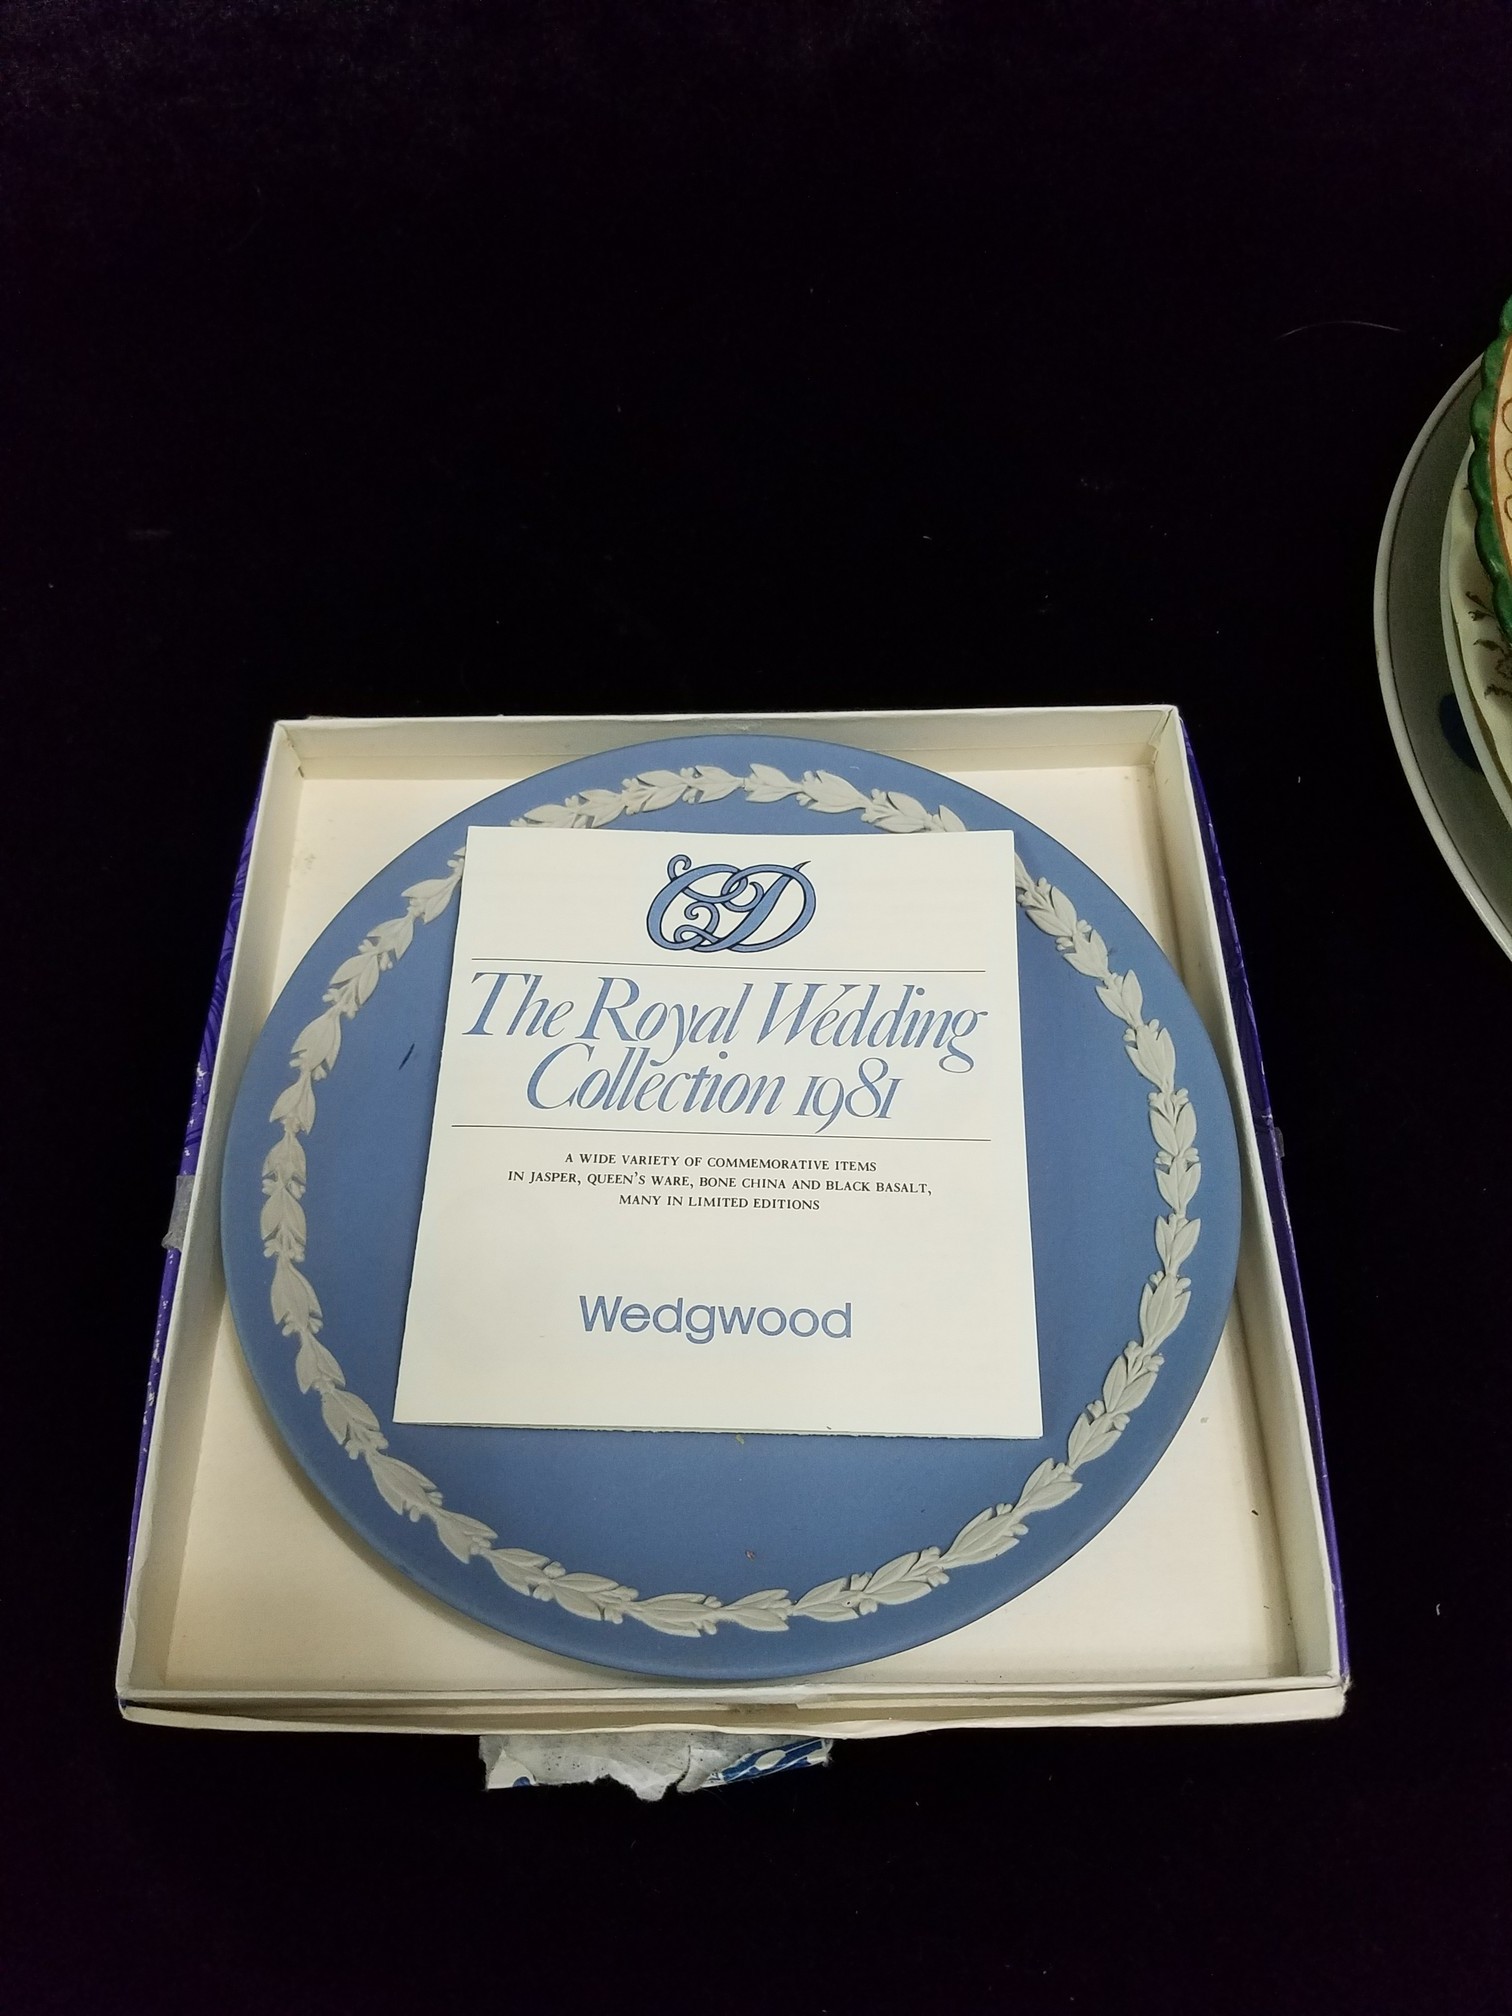 CD
The Royal Wedding
Collection 1981
A WIDE VARIETY OF COMMEMORATIVE ITEMS
IN JASPER, QUEEN'S WARE, BONE CHINA AND BLACK BASALT,
MANY IN LIMITED EDITIONS
Wedgwood